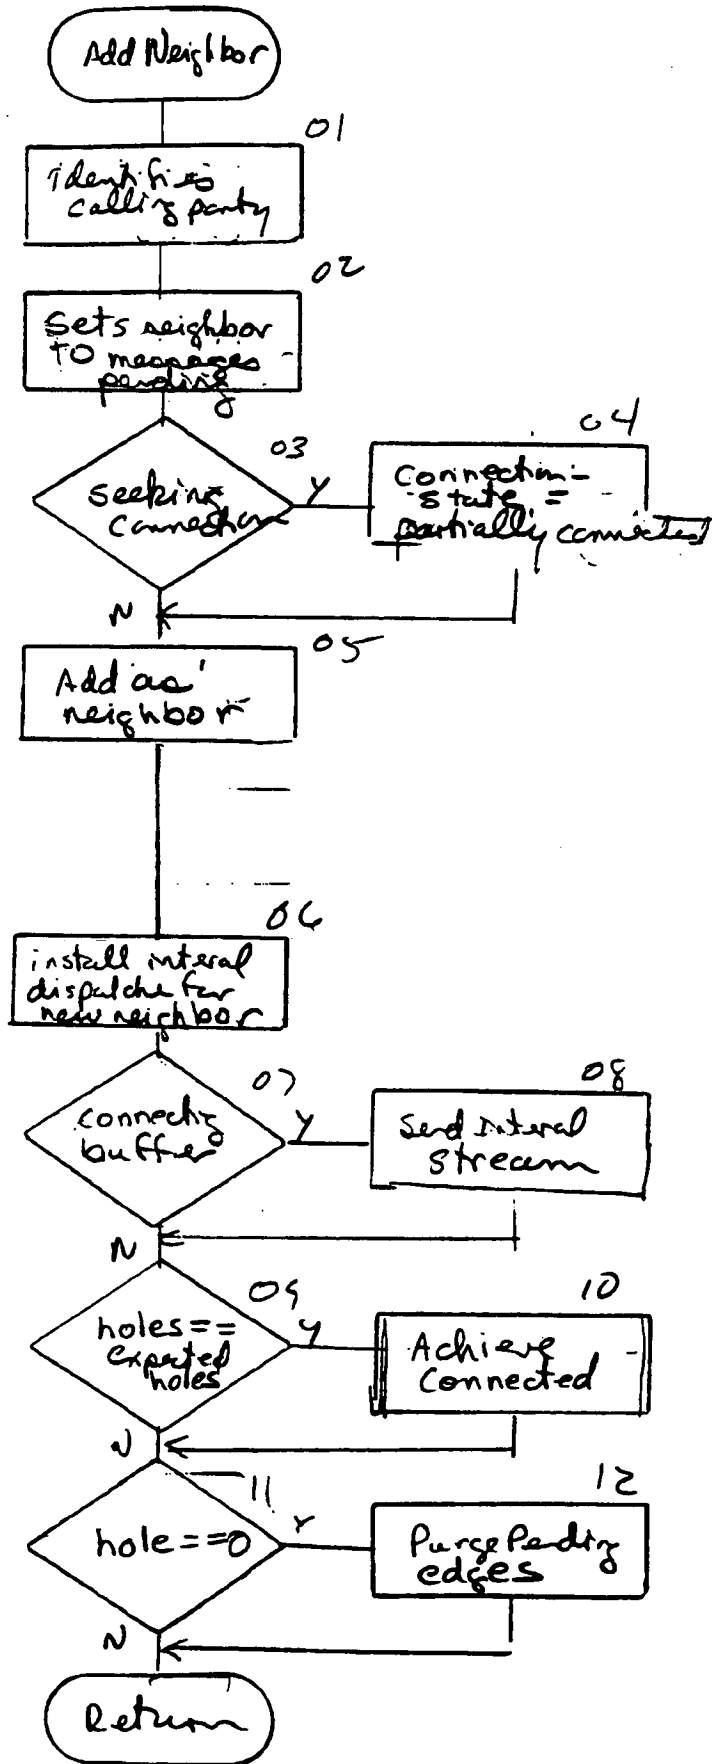 Add Neighbor
01
Identifies
calling party
02
Sets neighbor
TO messages
pending
03
seeking
connection
Y
04
Connection-
state =
partially connected
N
05
Add as
neighbor
06
install interal
dispatche for
new neighbor
07
connectig
buffer
Y
08
Send interal
stream
N
09
holes ==
expected
holes
Y
10
Achieve
Connected
N
11
hole==0
Y
12
Purge Pending
edges
N
Return